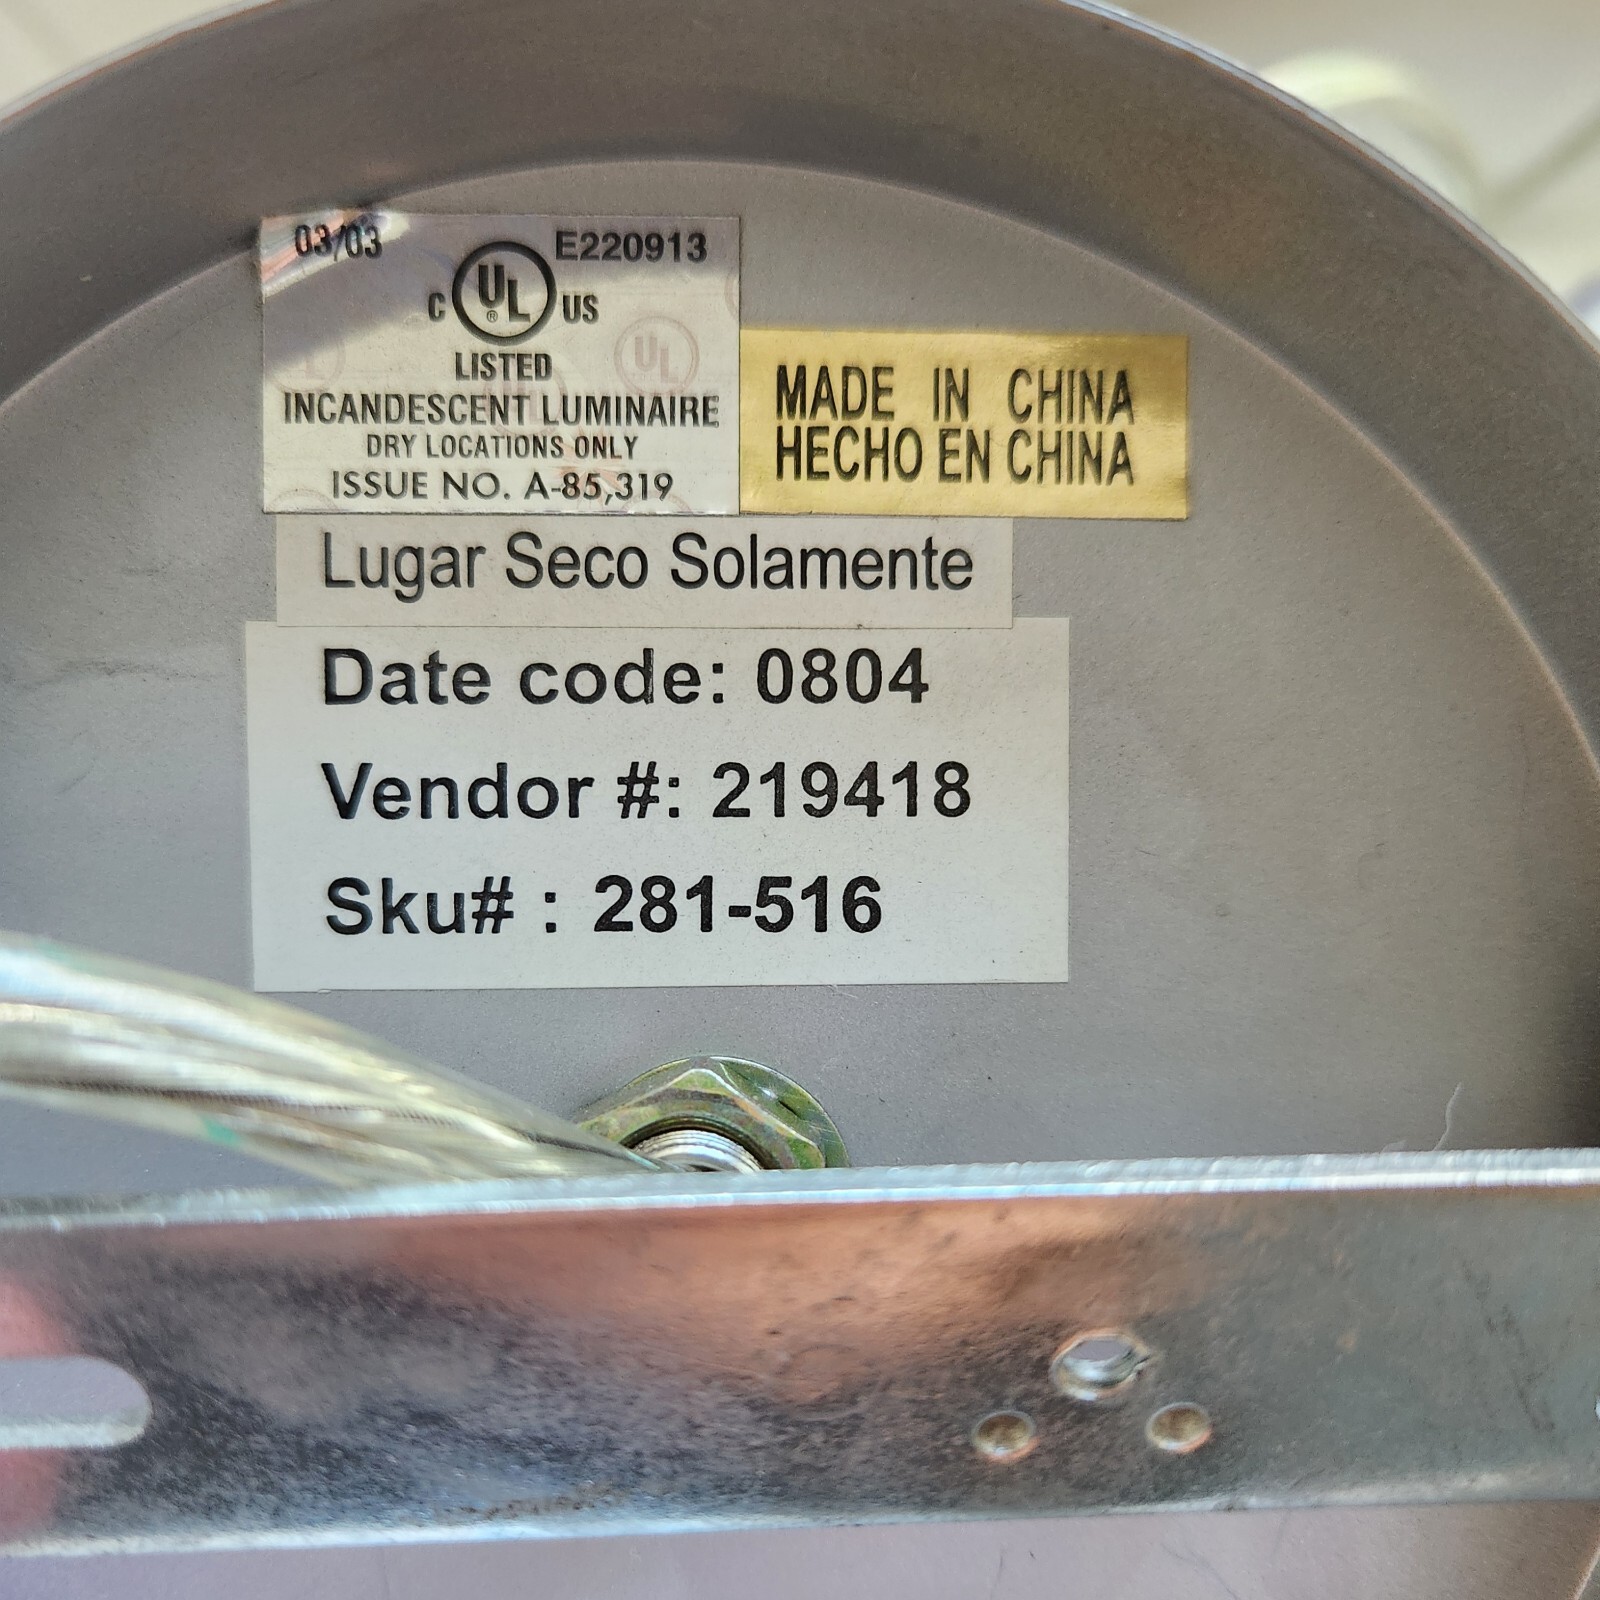 03/03 E220913
C UL® US
LISTED
INCANDESCENT LUMINAIRE
DRY LOCATIONS ONLY
ISSUE NO. A-85,319
MADE IN CHINA
HECHO EN CHINA
Lugar Seco Solamente
Date code: 0804
Vendor #: 219418
Sku# : 281-516